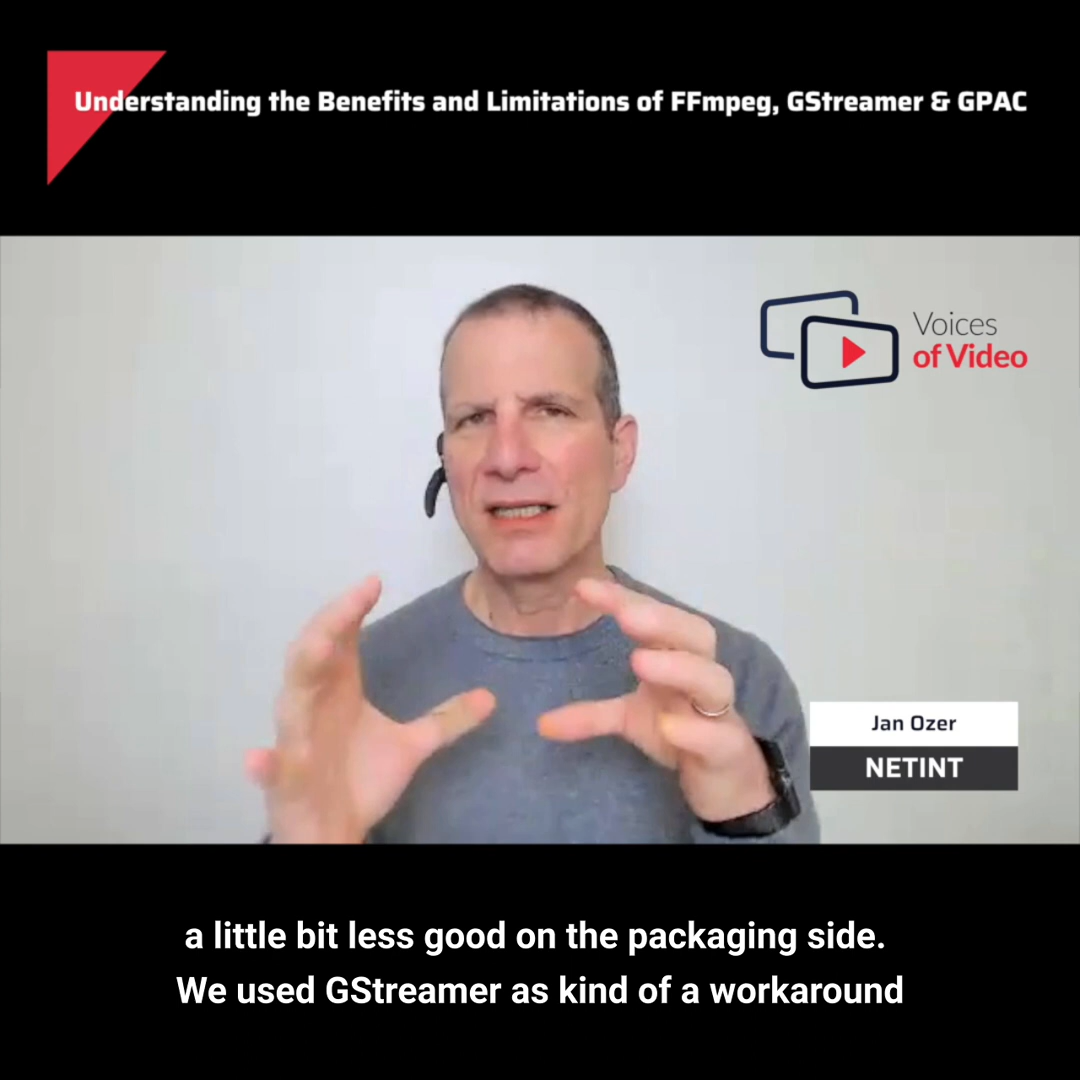 Understanding the Benefits and Limitations of FFmpeg, GStreamer & GPAC
Voices
of Video
Jan Ozer
NETINT
a little bit less good on the packaging side.
We used GStreamer as kind of a workaround